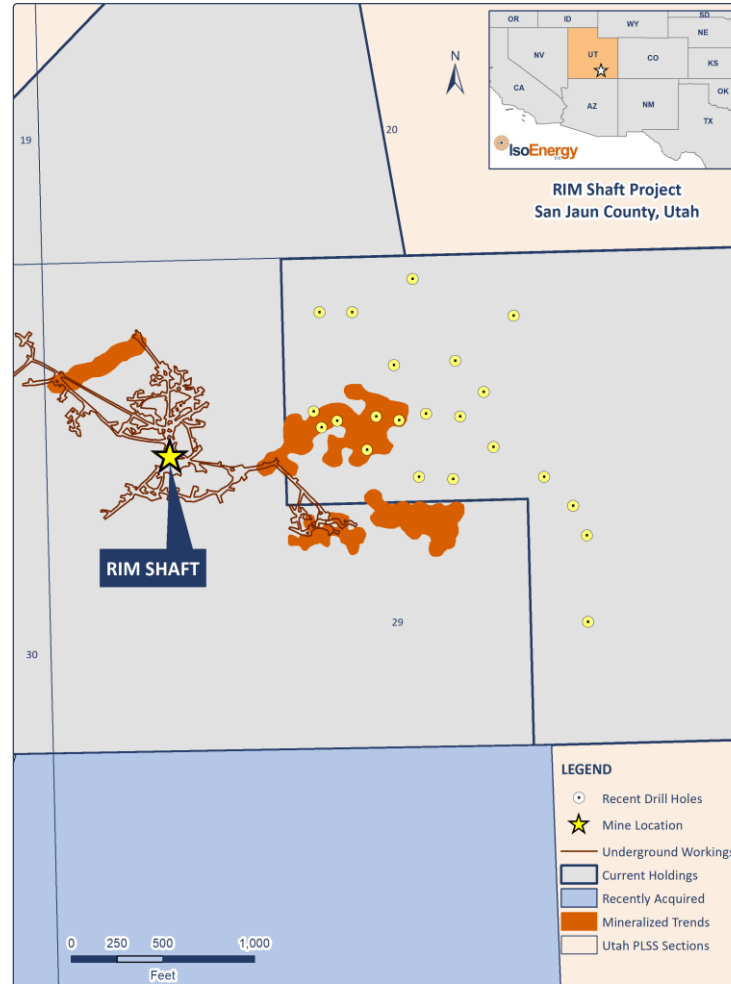 OR
ID
WY
SD
NE
NV
UT
CO
KS
CA
AZ
NM
OK
TX
IsoEnergy
N
RIM Shaft Project
San Jaun County, Utah
19
20
RIM SHAFT
29
30
LEGEND
Recent Drill Holes
Mine Location
Underground Workings
Current Holdings
Recently Acquired
Mineralized Trends
Utah PLSS Sections
0 250 500 1,000
Feet